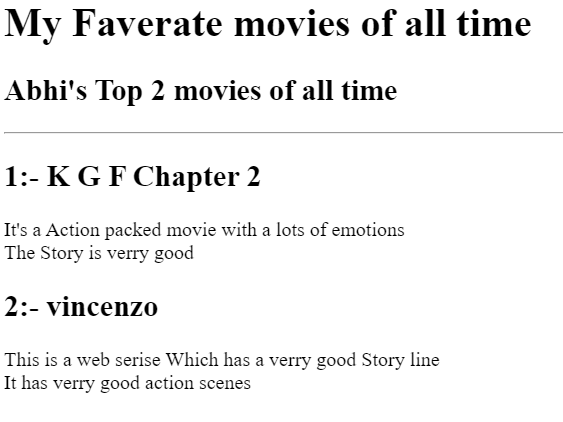 My Faverate movies of all time
Abhi's Top 2 movies of all time
1:- K G F Chapter 2
It's a Action packed movie with a lots of emotions
The Story is verry good
2:- vincenzo
This is a web serise Which has a verry good Story line
It has verry good action scenes